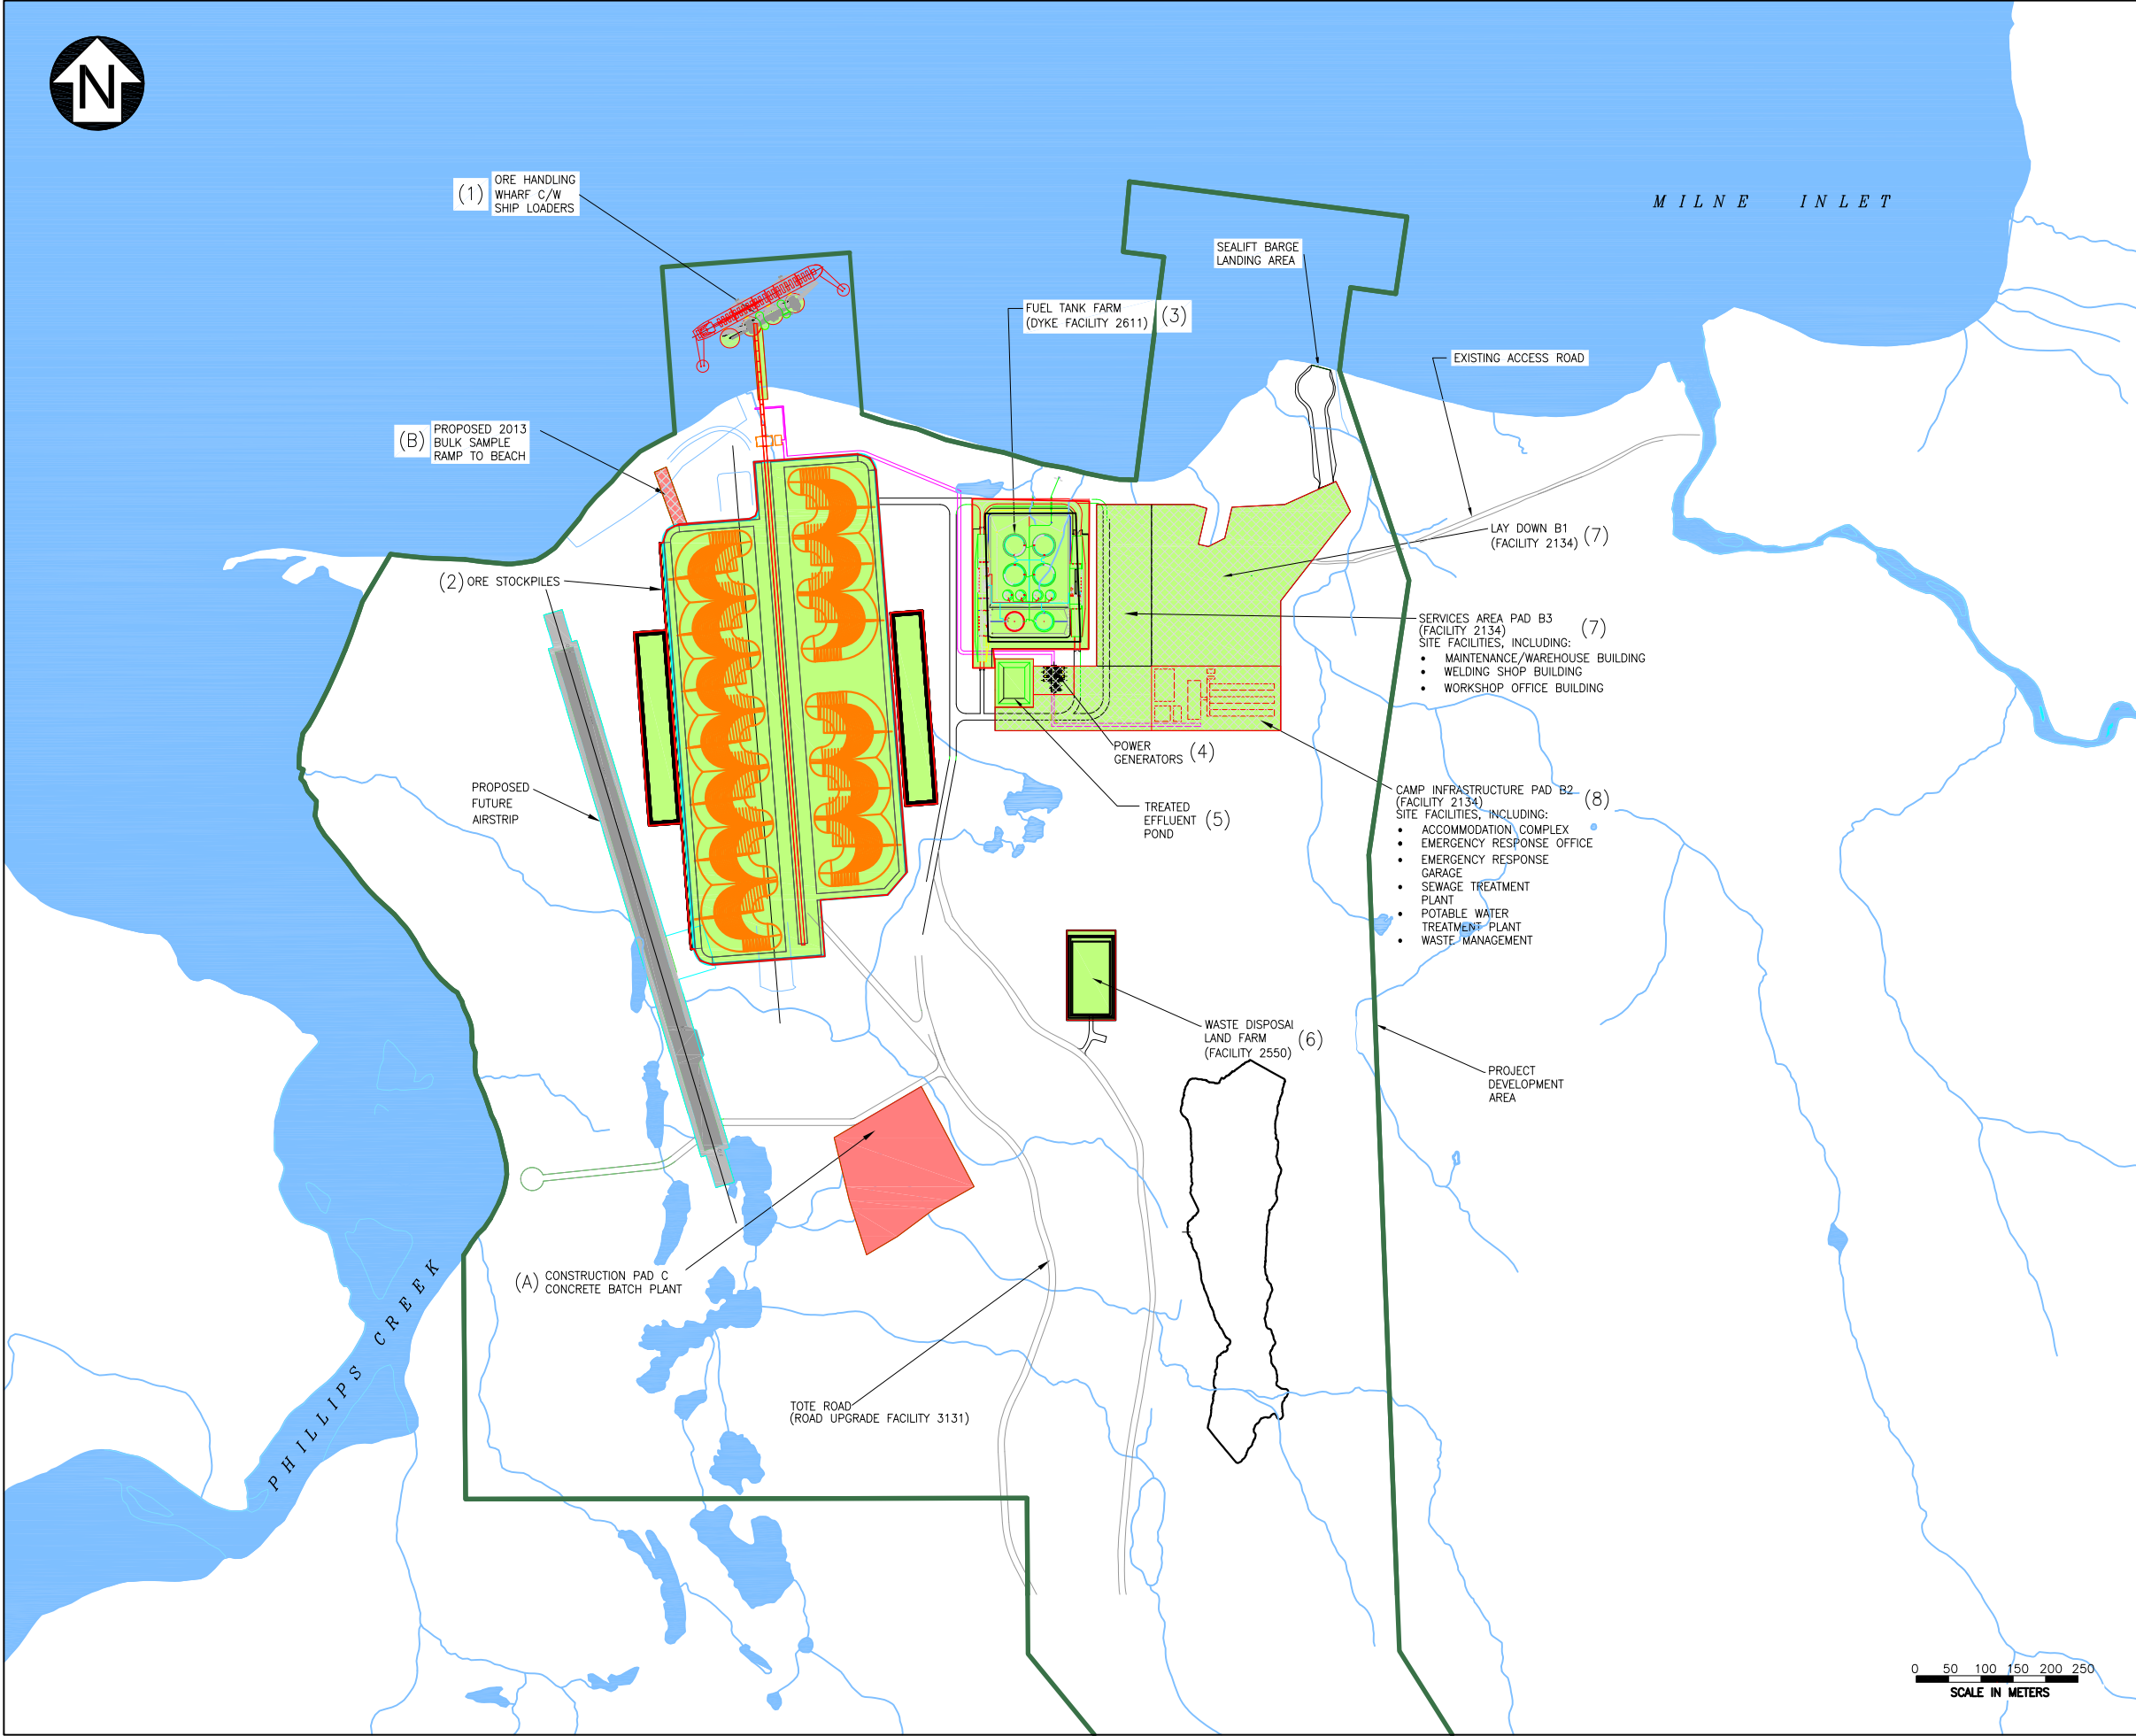 N
MILNE INLET
(1) ORE HANDLING
WHARF C/W
SHIP LOADERS
SEALIFT BARGE
LANDING AREA
FUEL TANK FARM
(DYKE FACILITY 2611) (3)
EXISTING ACCESS ROAD
(B) PROPOSED 2013
BULK SAMPLE
RAMP TO BEACH
LAY DOWN B1
(FACILITY 2134) (7)
(2) ORE STOCKPILES
SERVICES AREA PAD B3
(FACILITY 2134) (7)
SITE FACILITIES, INCLUDING:
• MAINTENANCE/WAREHOUSE BUILDING
• WELDING SHOP BUILDING
• WORKSHOP OFFICE BUILDING
POWER
GENERATORS (4)
PROPOSED
FUTURE
AIRSTRIP
TREATED
EFFLUENT (5)
POND
CAMP INFRASTRUCTURE PAD B2
(FACILITY 2134) (8)
SITE FACILITIES, INCLUDING:
• ACCOMMODATION COMPLEX
• EMERGENCY RESPONSE OFFICE
• EMERGENCY RESPONSE
GARAGE
• SEWAGE TREATMENT
PLANT
• POTABLE WATER
TREATMENT PLANT
• WASTE MANAGEMENT
WASTE DISPOSAL
LAND FARM (6)
(FACILITY 2550)
PROJECT
DEVELOPMENT
AREA
(A) CONSTRUCTION PAD C
CONCRETE BATCH PLANT
PHILLIPS CREEK
TOTE ROAD
(ROAD UPGRADE FACILITY 3131)
0 50 100 150 200 250
SCALE IN METERS